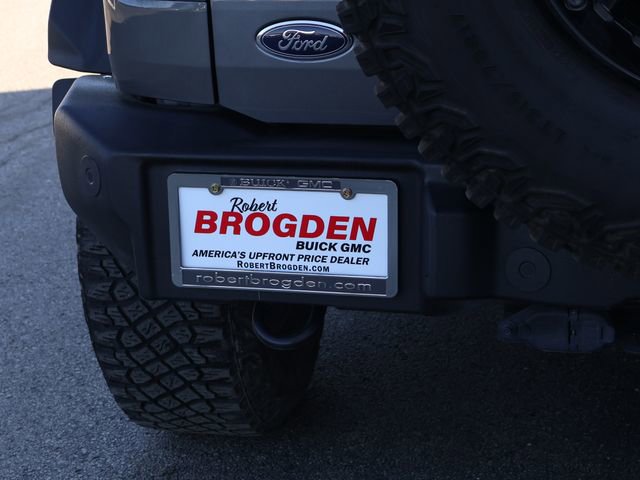 Ford
BUICK GMC
Robert
BROGDEN
BUICK GMC
AMERICA'S UPFRONT PRICE DEALER
ROBERTBROGDEN.COM
robertbrogden.com